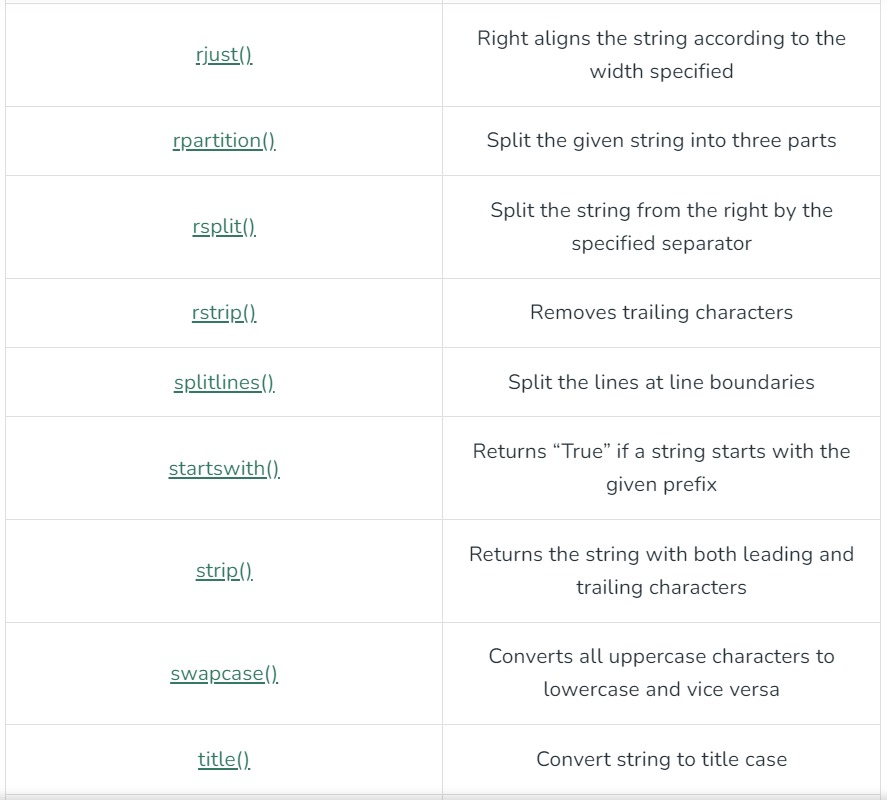 rjust()
Right aligns the string according to the
width specified
rpartition()
Split the given string into three parts
rsplit()
Split the string from the right by the
specified separator
rstrip()
Removes trailing characters
splitlines()
Split the lines at line boundaries
startswith()
Returns “True” if a string starts with the
given prefix
strip()
Returns the string with both leading and
trailing characters
swapcase()
Converts all uppercase characters to
lowercase and vice versa
title()
Convert string to title case